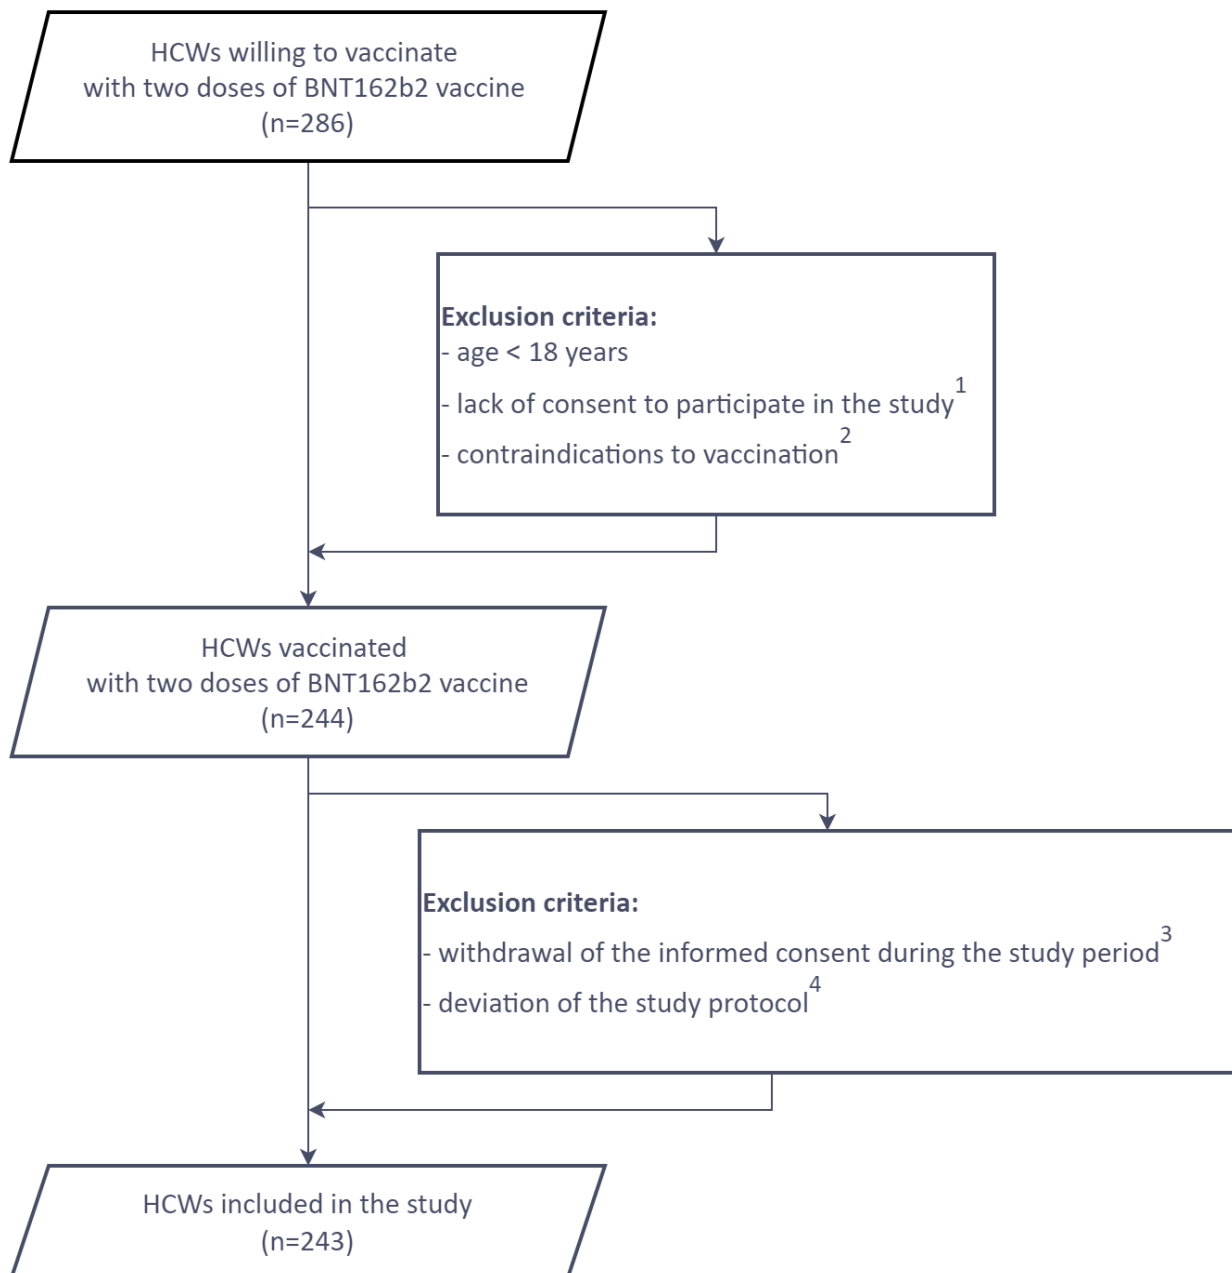 HCWs willing to vaccinate
with two doses of BNT162b2 vaccine
(n=286)
Exclusion criteria:
- age < 18 years
- lack of consent to participate in the study1
- contraindications to vaccination2
HCWs vaccinated
with two doses of BNT162b2 vaccine
(n=244)
Exclusion criteria:
- withdrawal of the informed consent during the study period3
- deviation of the study protocol4
HCWs included in the study
(n=243)